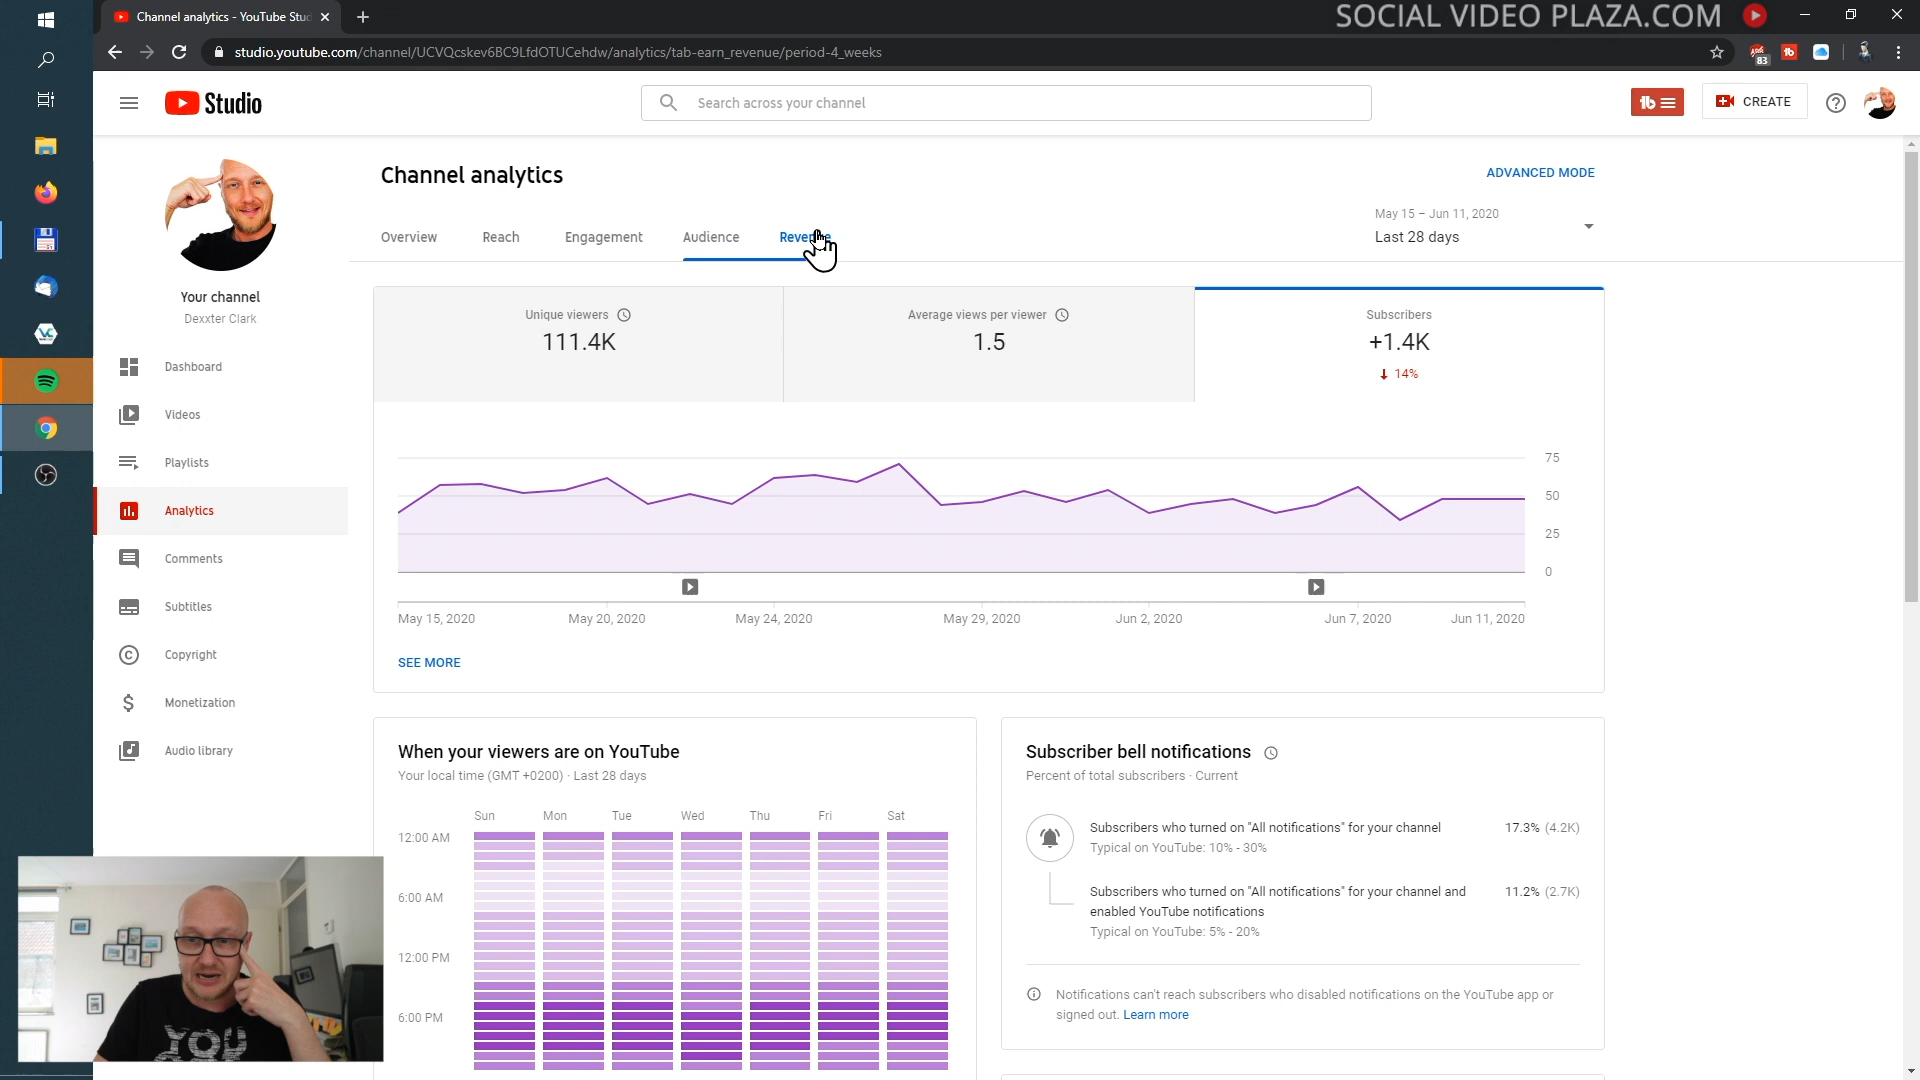 Channel analytics - YouTube Stud
SOCIAL VIDEO PLAZA.COM
studio.youtube.com/channel/UCVQcskev6BC9LfdOTUCehdw/analytics/tab-earn_revenue/period-4_weeks
83
Studio
Search across your channel
CREATE
Channel analytics
ADVANCED MODE
May 15 – Jun 11, 2020
Last 28 days
Overview
Reach
Engagement
Audience
Revenue
Your channel
Dexxter Clark
Dashboard
Videos
Playlists
Analytics
Comments
Subtitles
Copyright
Monetization
Audio library
Unique viewers
111.4K
Average views per viewer
1.5
Subscribers
+1.4K
14%
75
50
25
0
May 15, 2020
May 20, 2020
May 24, 2020
May 29, 2020
Jun 2, 2020
Jun 7, 2020
Jun 11, 2020
SEE MORE
When your viewers are on YouTube
Your local time (GMT +0200) · Last 28 days
Sun Mon Tue Wed Thu Fri Sat
12:00 AM
6:00 AM
12:00 PM
6:00 PM
Subscriber bell notifications
Percent of total subscribers · Current
Subscribers who turned on "All notifications" for your channel 17.3% (4.2K)
Typical on YouTube: 10% - 30%
Subscribers who turned on "All notifications" for your channel and 11.2% (2.7K)
enabled YouTube notifications
Typical on YouTube: 5% - 20%
Notifications can't reach subscribers who disabled notifications on the YouTube app or
signed out. Learn more
YOU